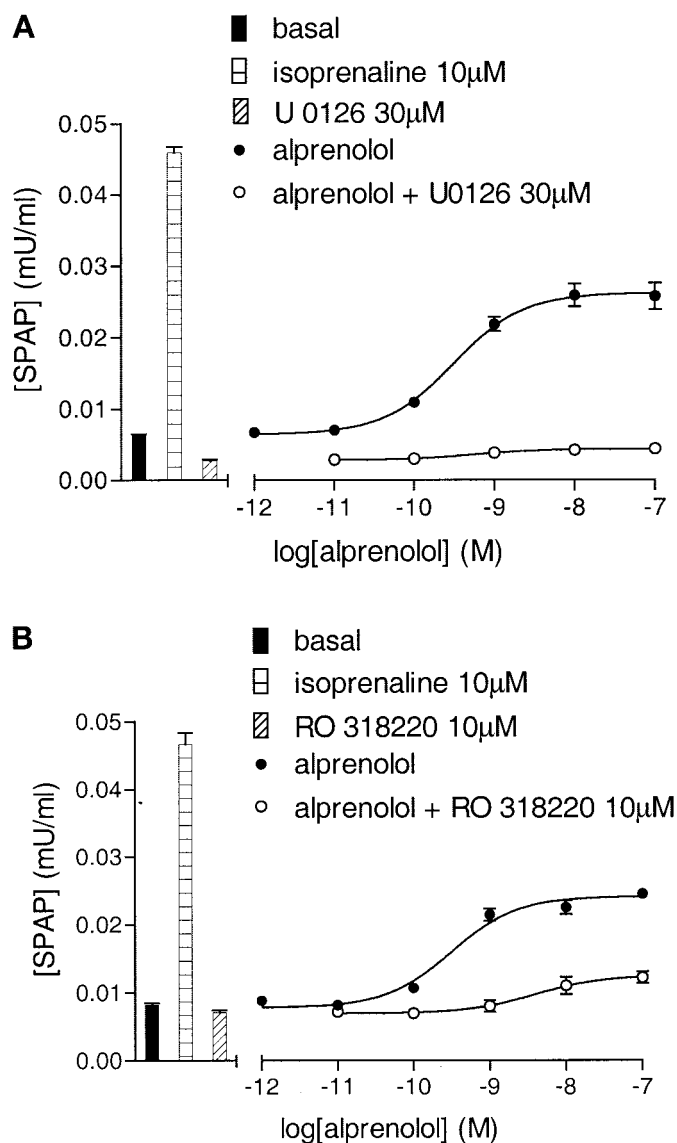 A
basal
isoprenaline 10µM
U 0126 30µM
alprenolol
alprenolol + U0126 30µM
[SPAP] (mU/ml)
0.05
0.04
0.03
0.02
0.01
0.00
-12 -11 -10 -9 -8 -7
log[alprenolol] (M)
B
basal
isoprenaline 10µM
RO 318220 10µM
alprenolol
alprenolol + RO 318220 10µM
[SPAP] (mU/ml)
0.05
0.04
0.03
0.02
0.01
0.00
-12 -11 -10 -9 -8 -7
log[alprenolol] (M)